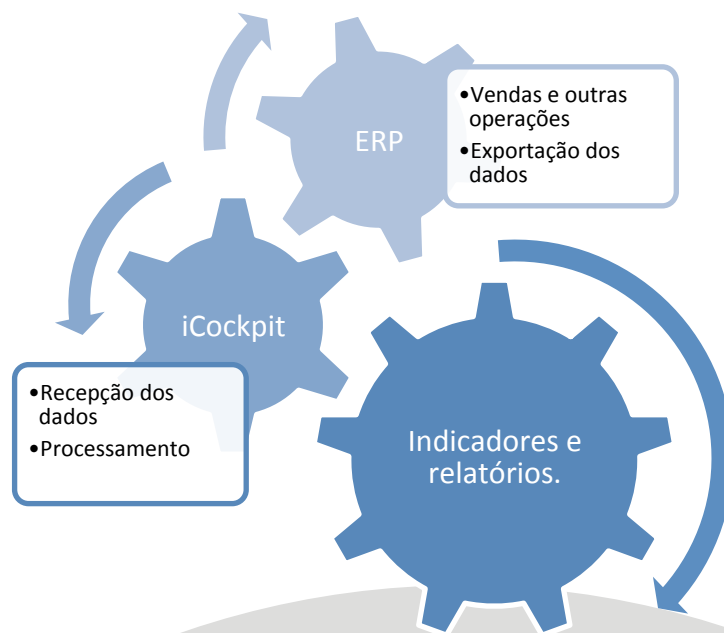 ERP
•Vendas e outras
operações
•Exportação dos
dados
iCockpit
•Recepção dos
dados
•Processamento
Indicadores e
relatórios.